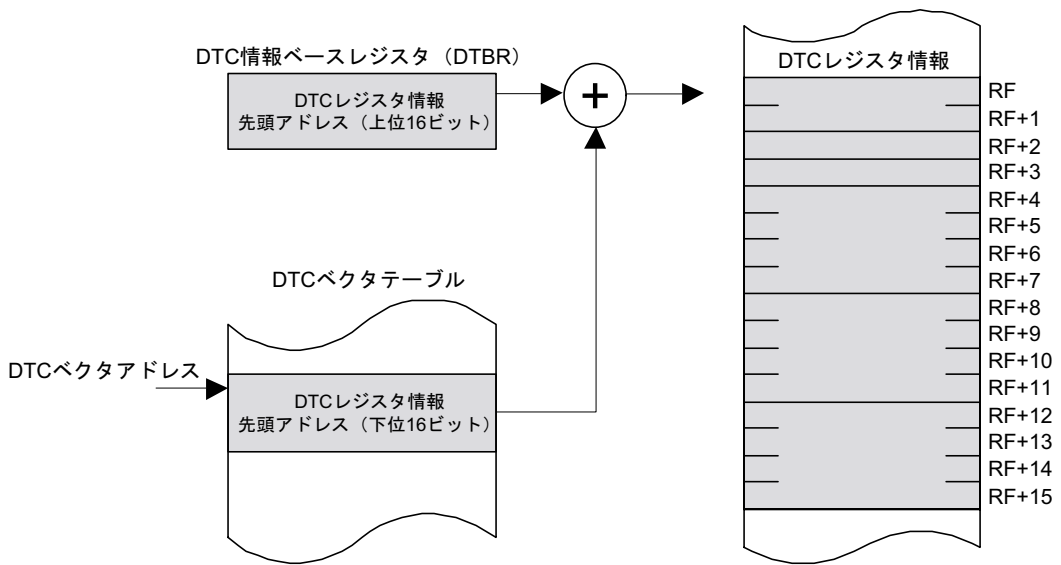 DTC情報ベースレジスタ（DTBR）
DTCレジスタ情報
先頭アドレス（上位16ビット）
+
DTCベクタテーブル
DTCベクタアドレス
DTCレジスタ情報
先頭アドレス（下位16ビット）
DTCレジスタ情報
RF
RF+1
RF+2
RF+3
RF+4
RF+5
RF+6
RF+7
RF+8
RF+9
RF+10
RF+11
RF+12
RF+13
RF+14
RF+15